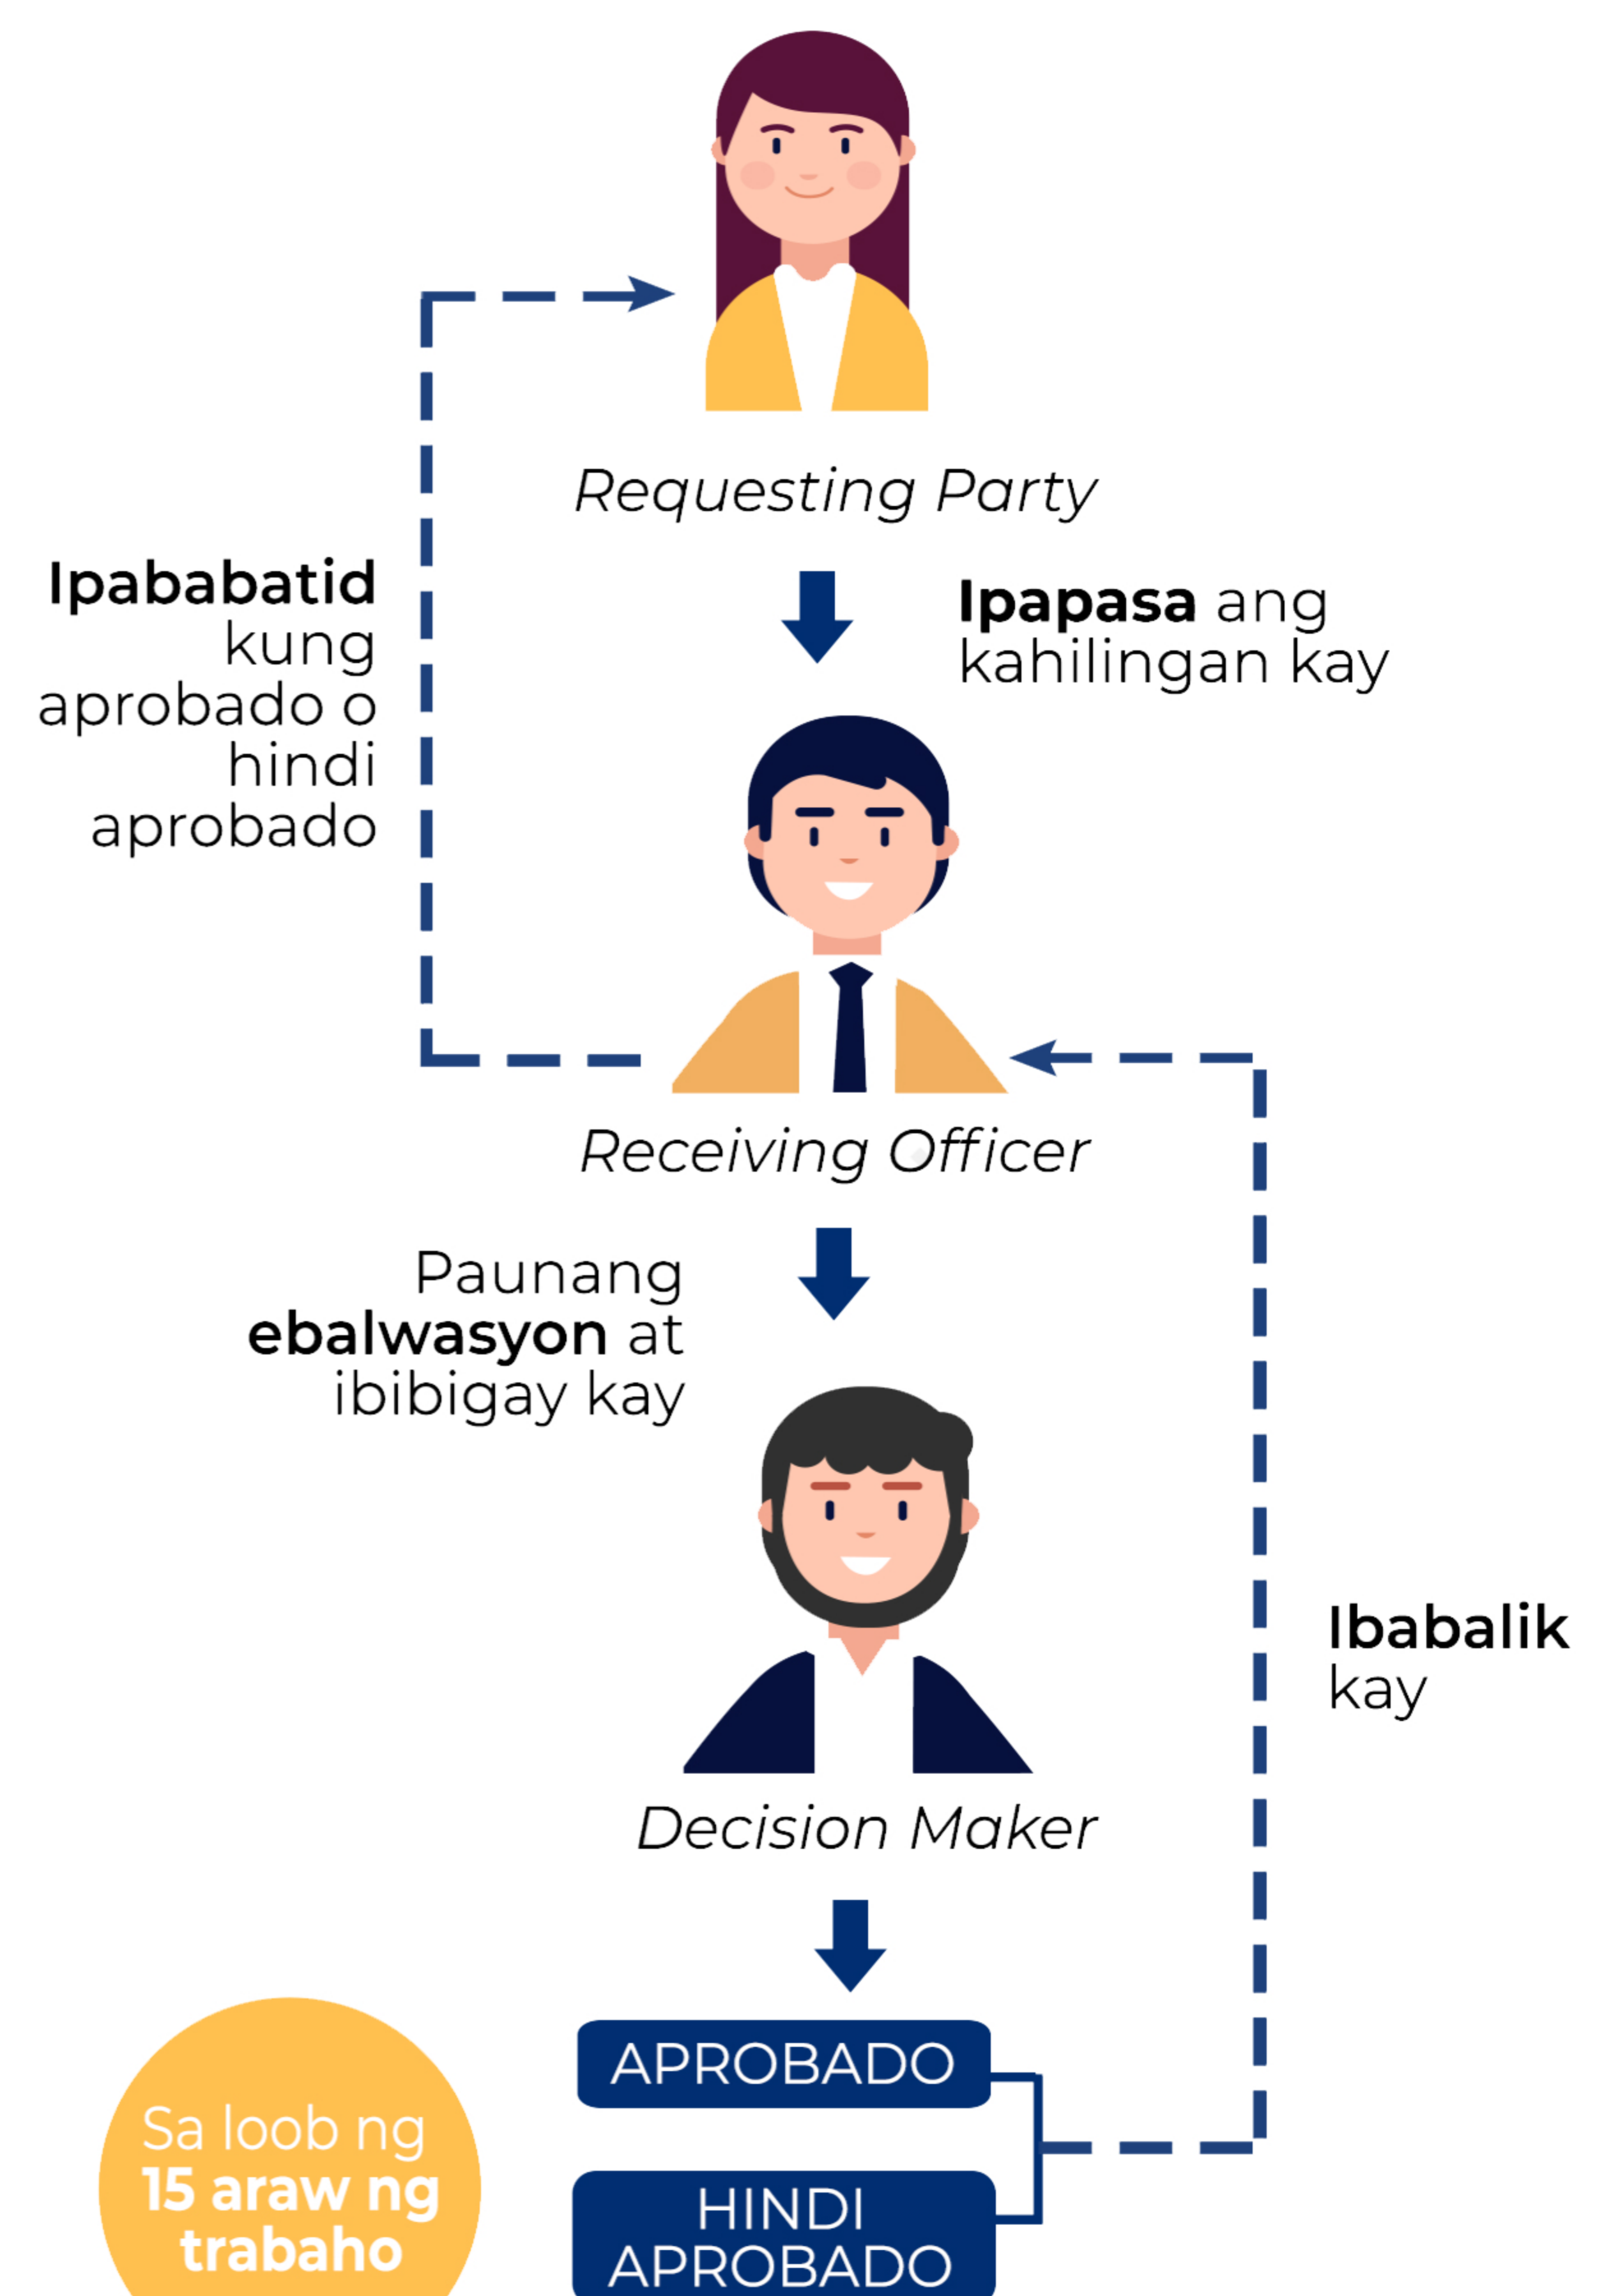 Requesting Party
Ipapasa ang
kahilingan kay
Ipababatid
kung
aprobado o
hindi
aprobado
Receiving Officer
Paunang
ebalwasyon at
ibibigay kay
Decision Maker
Ibabalik
kay
APROBADO
HINDI
APROBADO
Sa loob ng
15 araw ng
trabaho